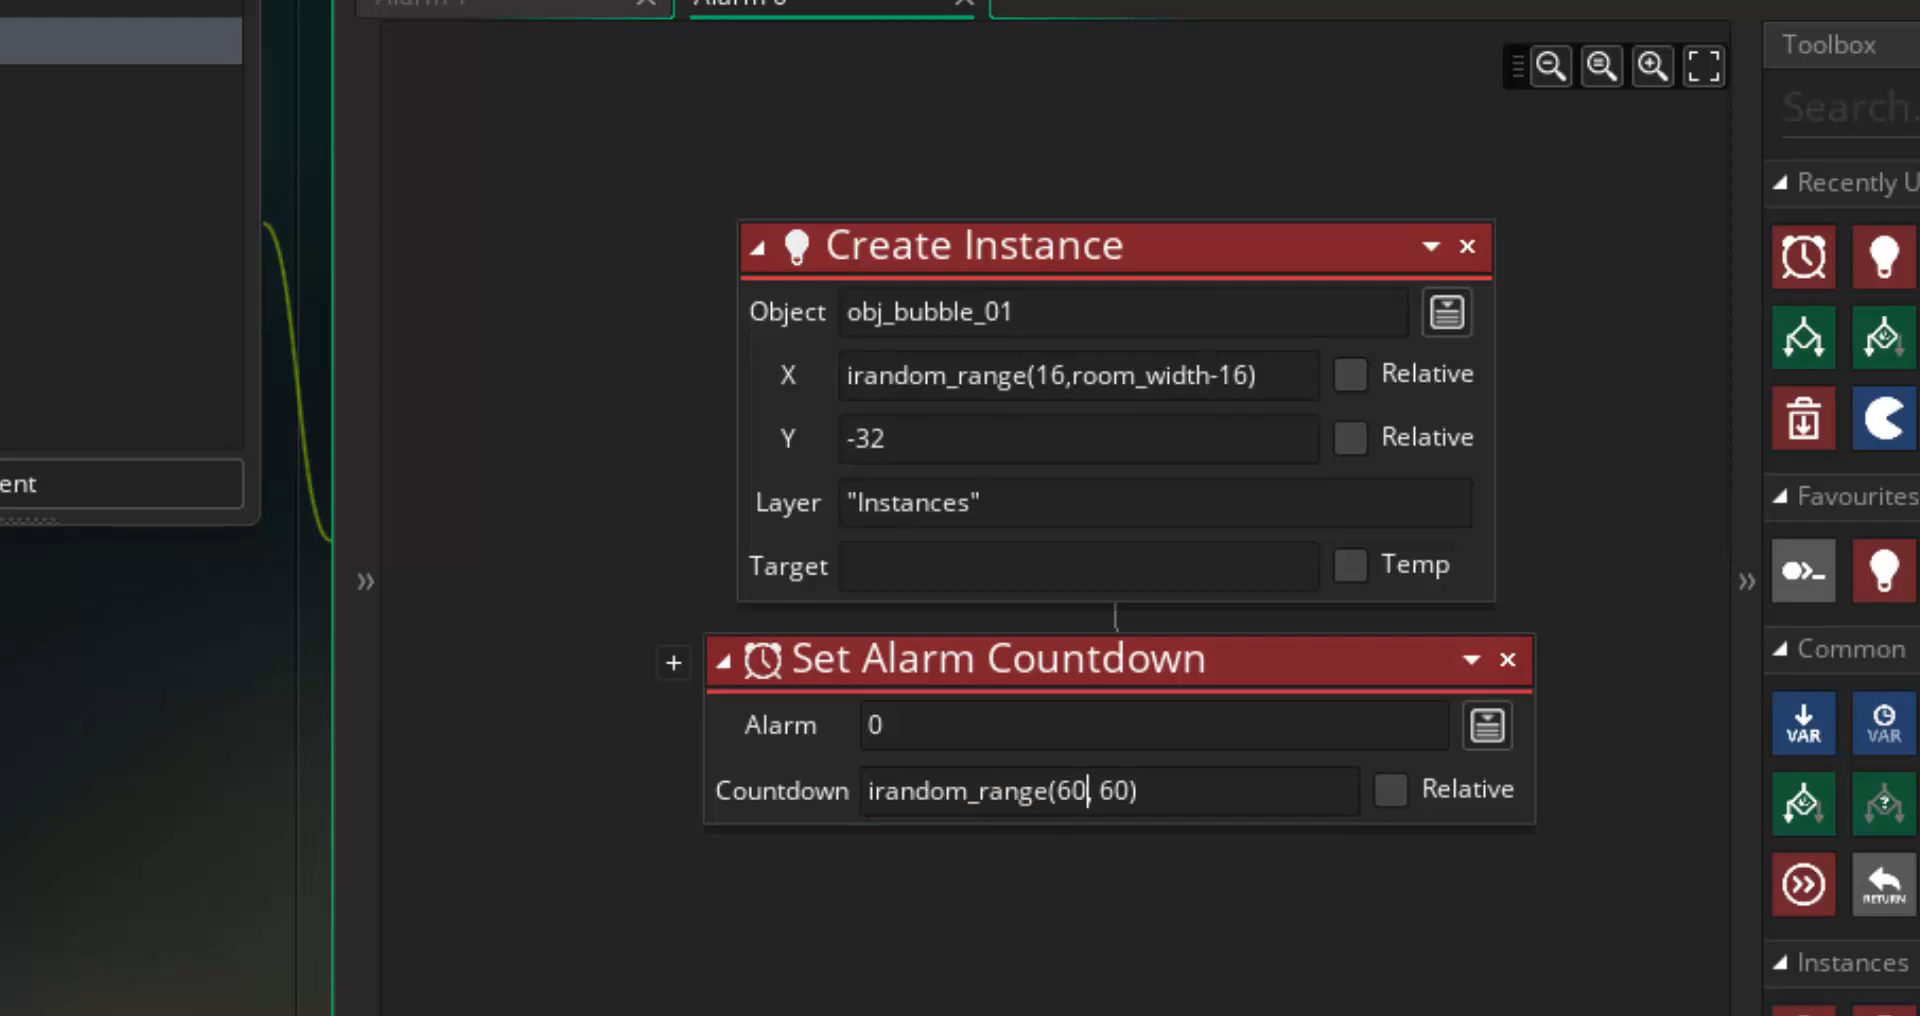 Toolbox
Search.
Recently U
Create Instance
Object obj_bubble_01
X irandom_range(16,room_width-16) Relative
Y -32 Relative
Layer "Instances"
Target Temp
ent
Favourites
Common
Set Alarm Countdown
Alarm 0
Countdown irandom_range(60, 60) Relative
VAR VAR
RETURN
Instances